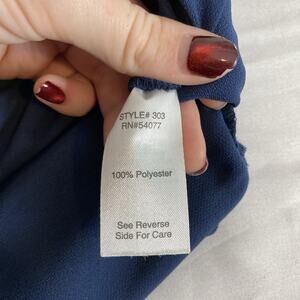 STYLE# 303
RN#54077
100% Polyester
See Reverse
Side For Care